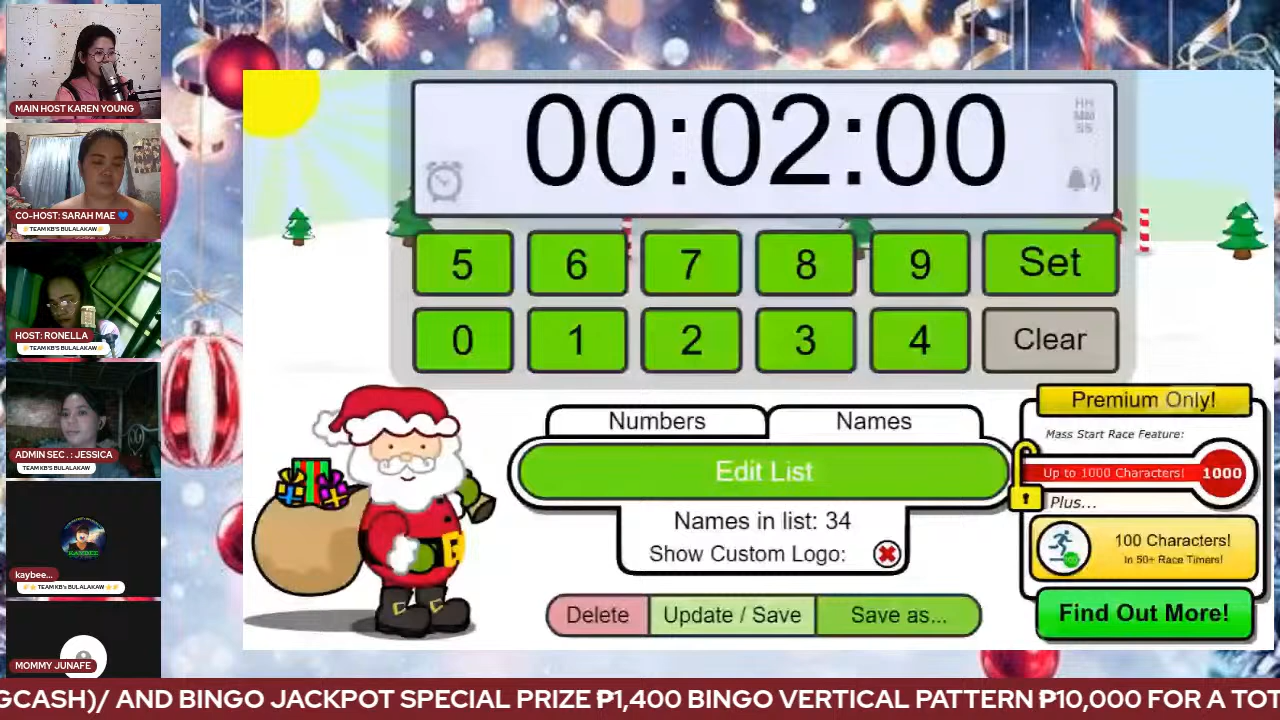 MAIN HOST KAREN YOUNG
CO-HOST: SARAH MAE 💙
⚡TEAM KB'S BULALAKAW⚡
HOST: RONELLA
⚡TEAM KB'S BULALAKAW⚡
ADMIN SEC . : JESSICA
TEAM KB'S BULALAKAW
KAYBEE
kaybee...
TEAM KB's BULALAKAW
MOMMY JUNAFE
00:02:00
HH
MM
SS
5 6 7 8 9 Set
0 1 2 3 4 Clear
Numbers Names
Edit List
Names in list: 34
Show Custom Logo:
Delete Update / Save Save as...
Premium Only!
Mass Start Race Feature:
Up to 1000 Characters! 1000
Plus...
100 Characters!
In 50+ Race Timers!
Find Out More!
GCASH)/ AND BINGO JACKPOT SPECIAL PRIZE ₱1,400 BINGO VERTICAL PATTERN ₱10,000 FOR A TOT